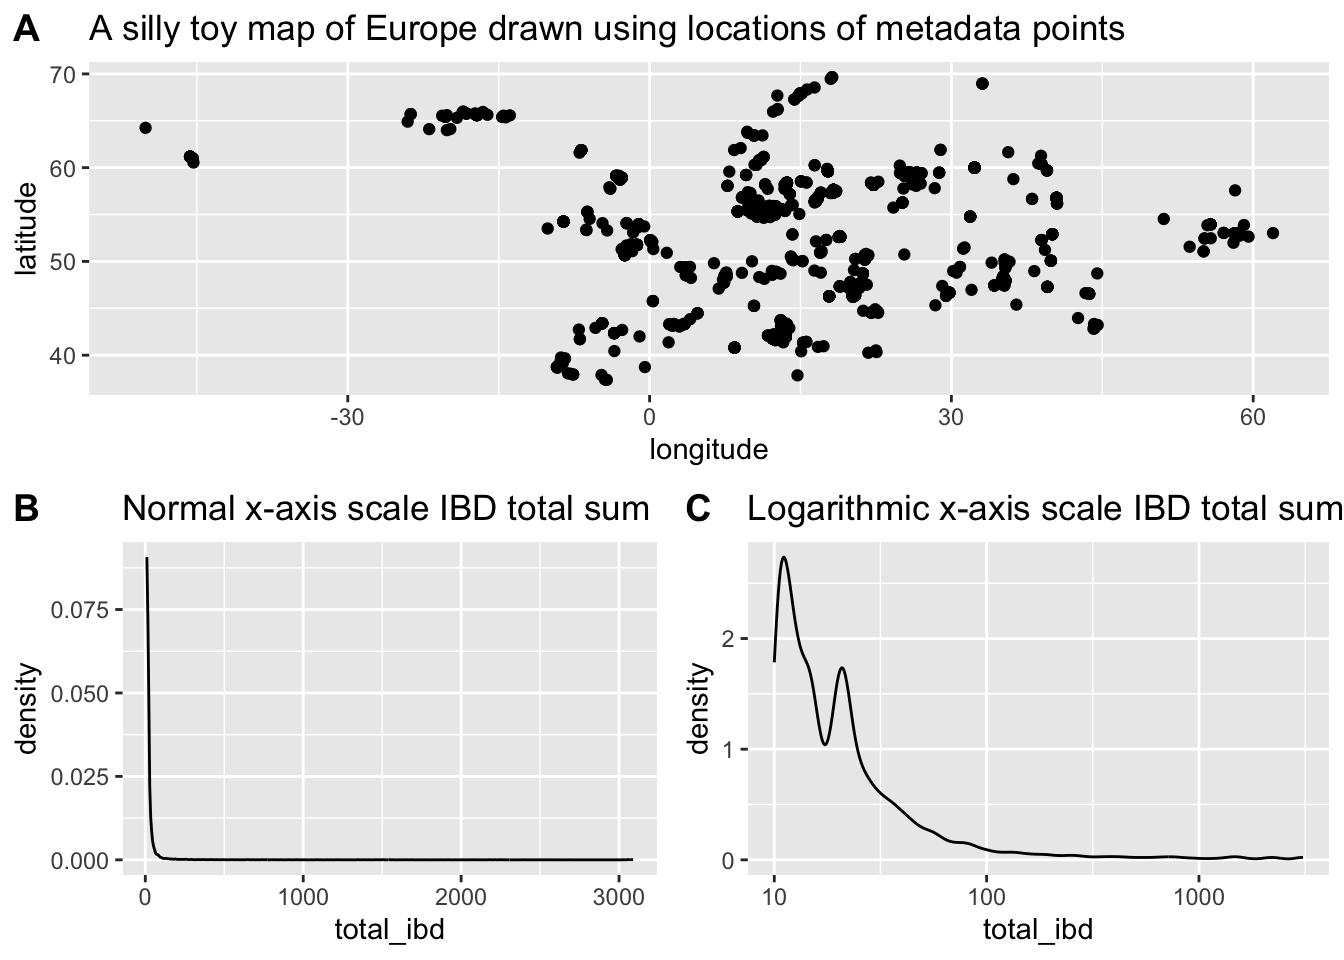 A A silly toy map of Europe drawn using locations of metadata points
70
60
50
40
latitude
-30 0 30 60
longitude
B Normal x-axis scale IBD total sum
0.075
0.050
0.025
0.000
density
0 1000 2000 3000
total_ibd
C Logarithmic x-axis scale IBD total sum
2
1
0
density
10 100 1000
total_ibd